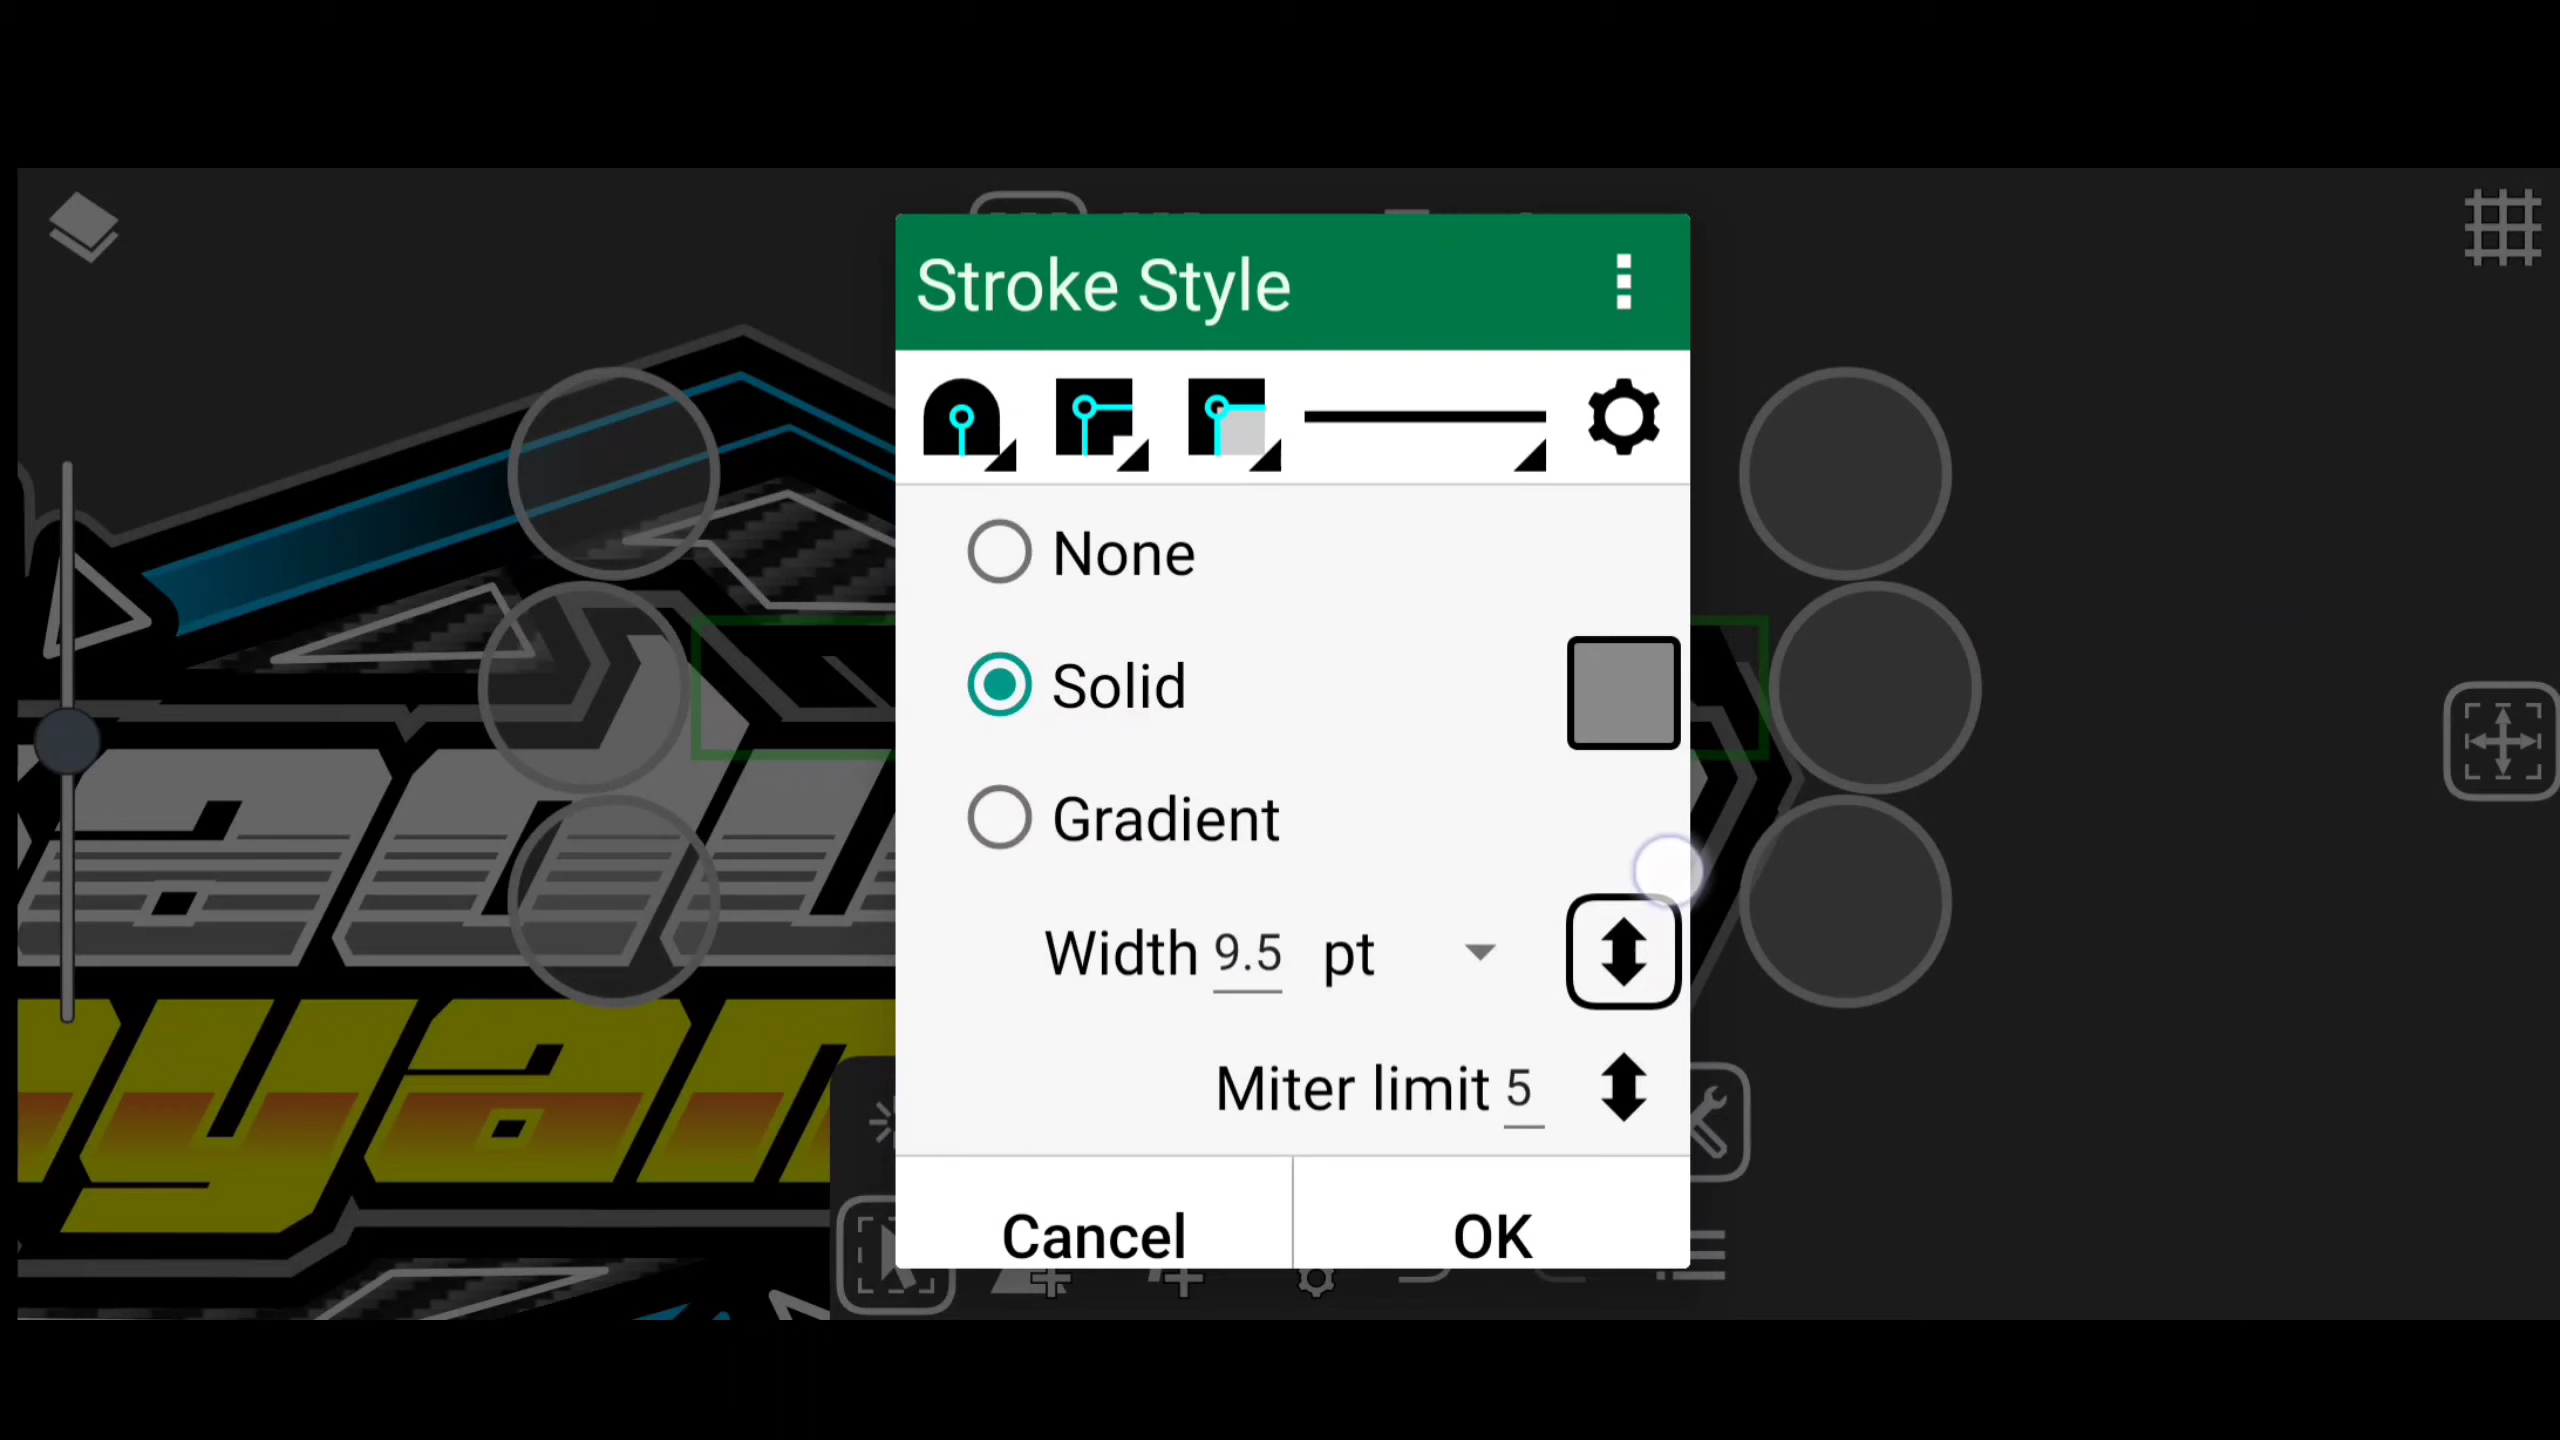 Stroke Style
None
Solid
Gradient
Width 9.5 pt
Miter limit 5
Cancel
OK